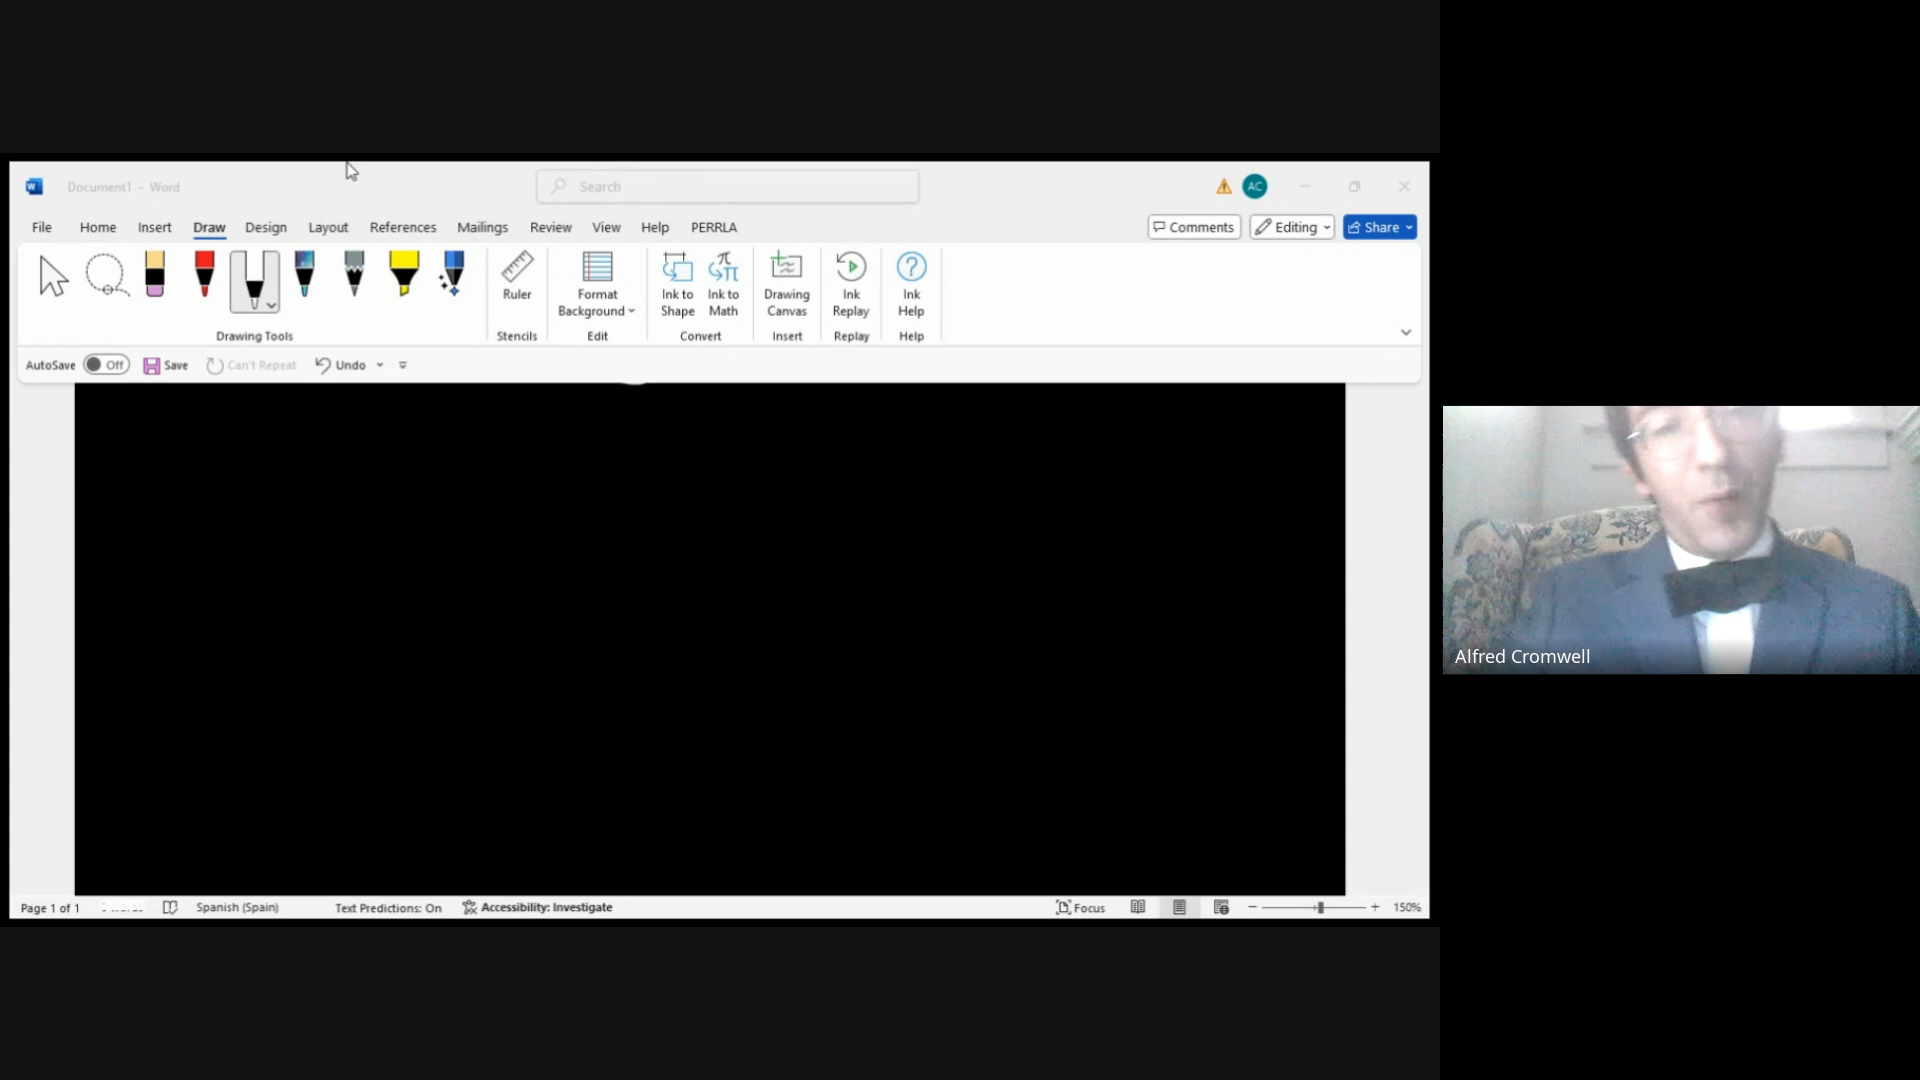 Document1 - Word
Search
AC
File Home Insert Draw Design Layout References Mailings Review View Help PERRLA
Comments Editing Share
Ruler
Format Background
Ink to Shape
Ink to Math
Drawing Canvas
Ink Replay
Ink Help
Drawing Tools Stencils Edit Convert Insert Replay Help
AutoSave Off Save Can't Repeat Undo
Alfred Cromwell
Page 1 of 1 Spanish (Spain) Text Predictions: On Accessibility: Investigate Focus 150%